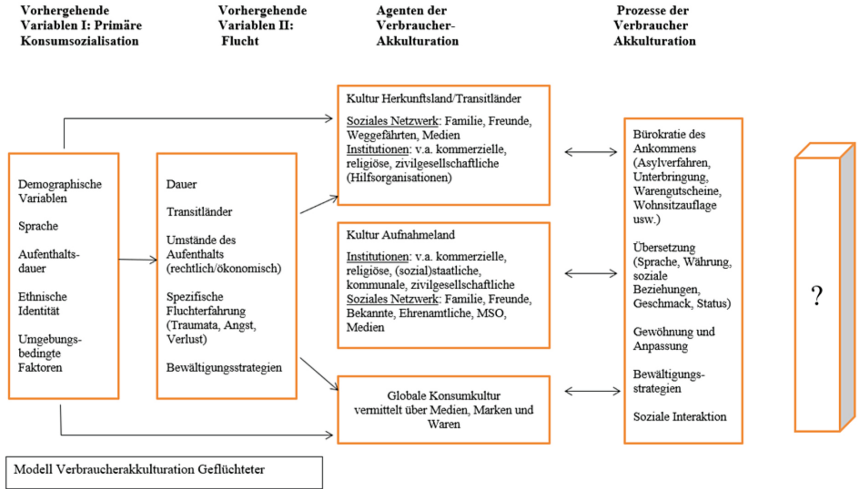 Vorhergehende
Variablen I: Primäre
Konsumsozialisation
Vorhergehende
Variablen II:
Flucht
Agenten der
Verbraucher-
Akkulturation
Prozesse der
Verbraucher
Akkulturation
Demographische
Variablen
Sprache
Aufenthalts-
dauer
Ethnische
Identität
Umgebungs-
bedingte
Faktoren
Dauer
Transitländer
Umstände des
Aufenthalts
(rechtlich/ökonomisch)
Spezifische
Fluchterfahrung
(Traumata, Angst,
Verlust)
Bewältigungsstrategien
Kultur Herkunftsland/Transitländer
Soziales Netzwerk: Familie, Freunde,
Weggefährten, Medien
Institutionen: v.a. kommerzielle,
religiöse, zivilgesellschaftliche
(Hilfsorganisationen)
Kultur Aufnahmeland
Institutionen: v.a. kommerzielle,
religiöse, (sozial)staatliche,
kommunale, zivilgesellschaftliche
Soziales Netzwerk: Familie, Freunde,
Bekannte, Ehrenamtliche, MSO,
Medien
Globale Konsumkultur
vermittelt über Medien, Marken und
Waren
Bürokratie des
Ankommens
(Asylverfahren,
Unterbringung,
Warengutscheine,
Wohnsitzauflage
usw.)
Übersetzung
(Sprache, Währung,
soziale
Beziehungen,
Geschmack, Status)
Gewöhnung und
Anpassung
Bewältigungs-
strategien
Soziale Interaktion
?
Modell Verbraucherakkulturation Geflüchteter